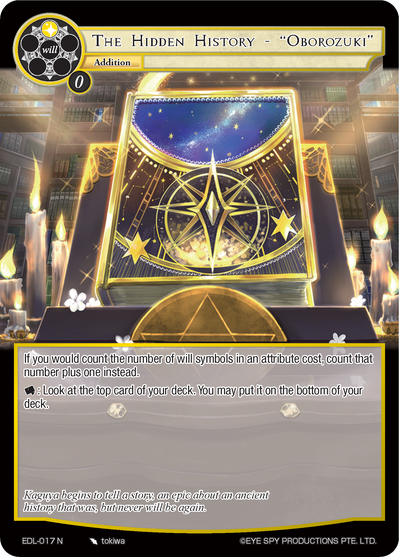 The Hidden History - "Oborozuki"
will
Addition
0
If you would count the number of will symbols in an attribute cost, count that
number plus one instead.
: Look at the top card of your deck. You may put it on the bottom of your
deck.
Kaguya begins to tell a story, an epic about an ancient
history that was, but never will be again.
EDL-017 N tokiwa ©EYE SPY PRODUCTIONS PTE. LTD.